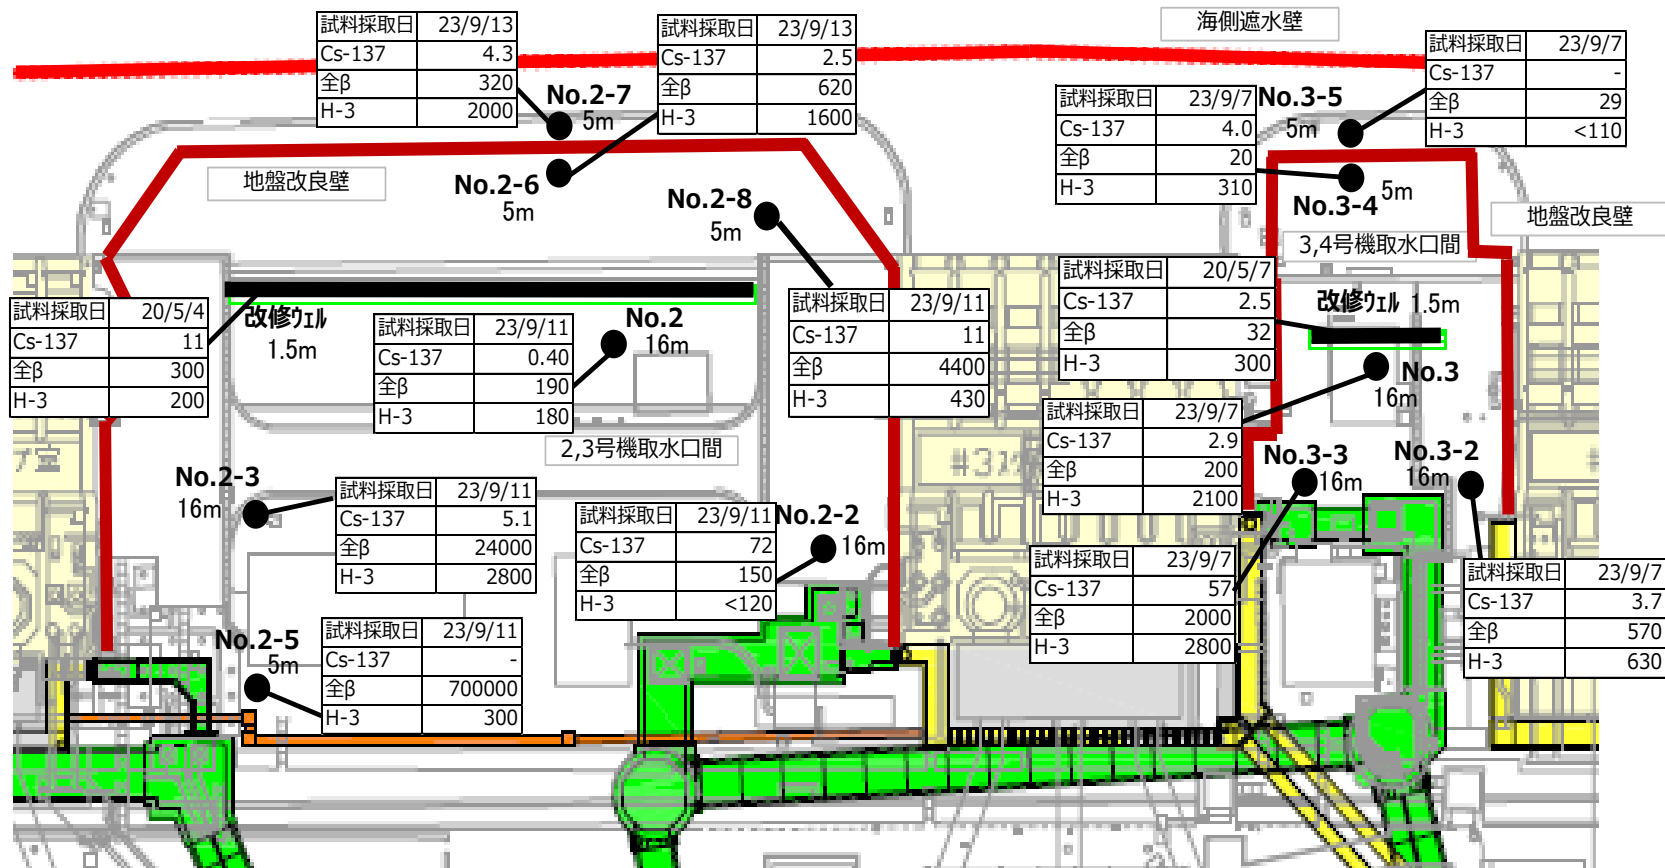 海側遮水壁
試料採取日 23/9/13
Cs-137 4.3
全β 320
H-3 2000
No.2-7
5m
試料採取日 23/9/13
Cs-137 2.5
全β 620
H-3 1600
No.2-6
5m
地盤改良壁
No.2-8
5m
試料採取日 23/9/7
Cs-137 4.0
全β 20
H-3 310
No.3-5
5m
試料採取日 23/9/7
Cs-137 -
全β 29
H-3 <110
No.3-4
5m
地盤改良壁
3,4号機取水口間
試料採取日 20/5/4
Cs-137 11
全β 300
H-3 200
改修ｳｪﾙ
1.5m
試料採取日 23/9/11
Cs-137 0.40
全β 190
H-3 180
No.2
16m
試料採取日 23/9/11
Cs-137 11
全β 4400
H-3 430
試料採取日 20/5/7
Cs-137 2.5
全β 32
H-3 300
改修ｳｪﾙ 1.5m
試料採取日 23/9/7
Cs-137 2.9
全β 200
H-3 2100
No.3
16m
2,3号機取水口間
No.2-3
16m
試料採取日 23/9/11
Cs-137 5.1
全β 24000
H-3 2800
試料採取日 23/9/11
Cs-137 72
全β 150
H-3 <120
No.2-2
16m
No.3-3
16m
No.3-2
16m
試料採取日 23/9/7
Cs-137 57
全β 2000
H-3 2800
試料採取日 23/9/7
Cs-137 3.7
全β 570
H-3 630
No.2-5
5m
試料採取日 23/9/11
Cs-137 -
全β 700000
H-3 300